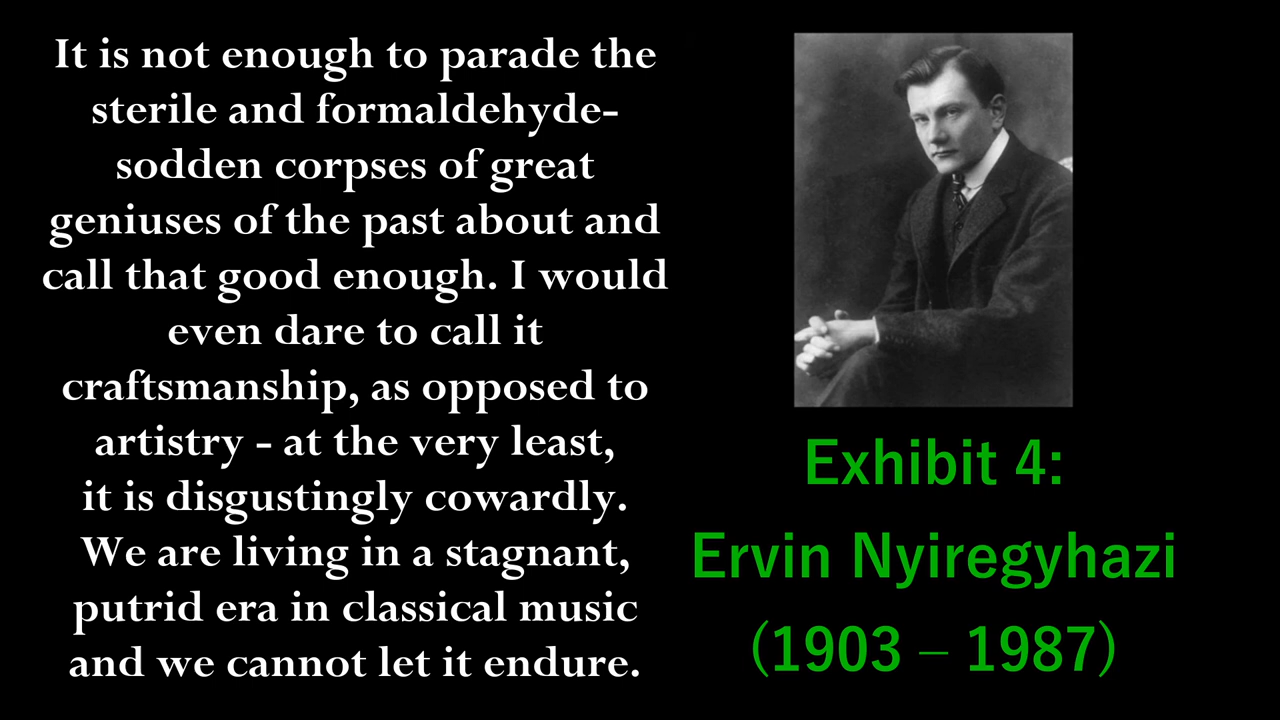 It is not enough to parade the
sterile and formaldehyde-
sodden corpses of great
geniuses of the past about and
call that good enough. I would
even dare to call it
craftsmanship, as opposed to
artistry - at the very least,
it is disgustingly cowardly.
We are living in a stagnant,
putrid era in classical music
and we cannot let it endure.
Exhibit 4:
Ervin Nyiregyhazi
(1903 – 1987)